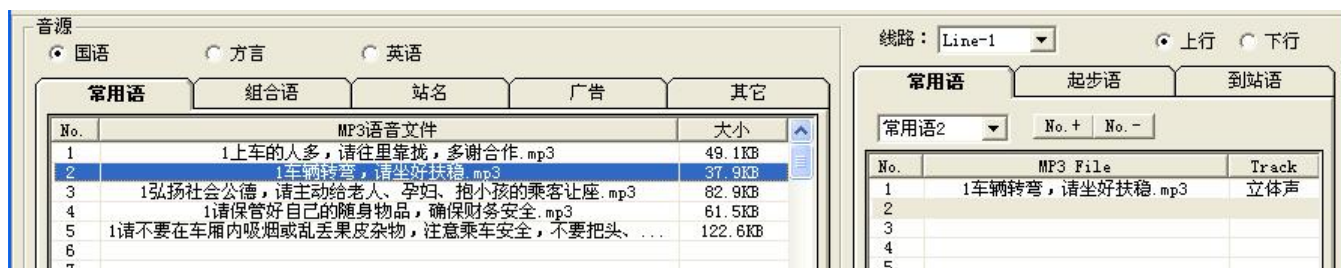 音源
国语 方言 英语
线路： Line-1 上行 下行
常用语 组合语 站名 广告 其它
常用语 起步语 到站语
常用语2 No.+ No.-
No. MP3语音文件 大小
1 1上车的人多，请往里靠拢，多谢合作.mp3 49.1KB
2 1车辆转弯，请坐好扶稳.mp3 37.9KB
3 1弘扬社会公德，请主动给老人、孕妇、抱小孩的乘客让座.mp3 82.9KB
4 1请保管好自己的随身物品，确保财务安全.mp3 61.5KB
5 1请不要在车厢内吸烟或乱丢果皮杂物，注意乘车安全，不要把头、... 122.6KB
6
No. MP3 File Track
1 1车辆转弯，请坐好扶稳.mp3 立体声
2
3
4